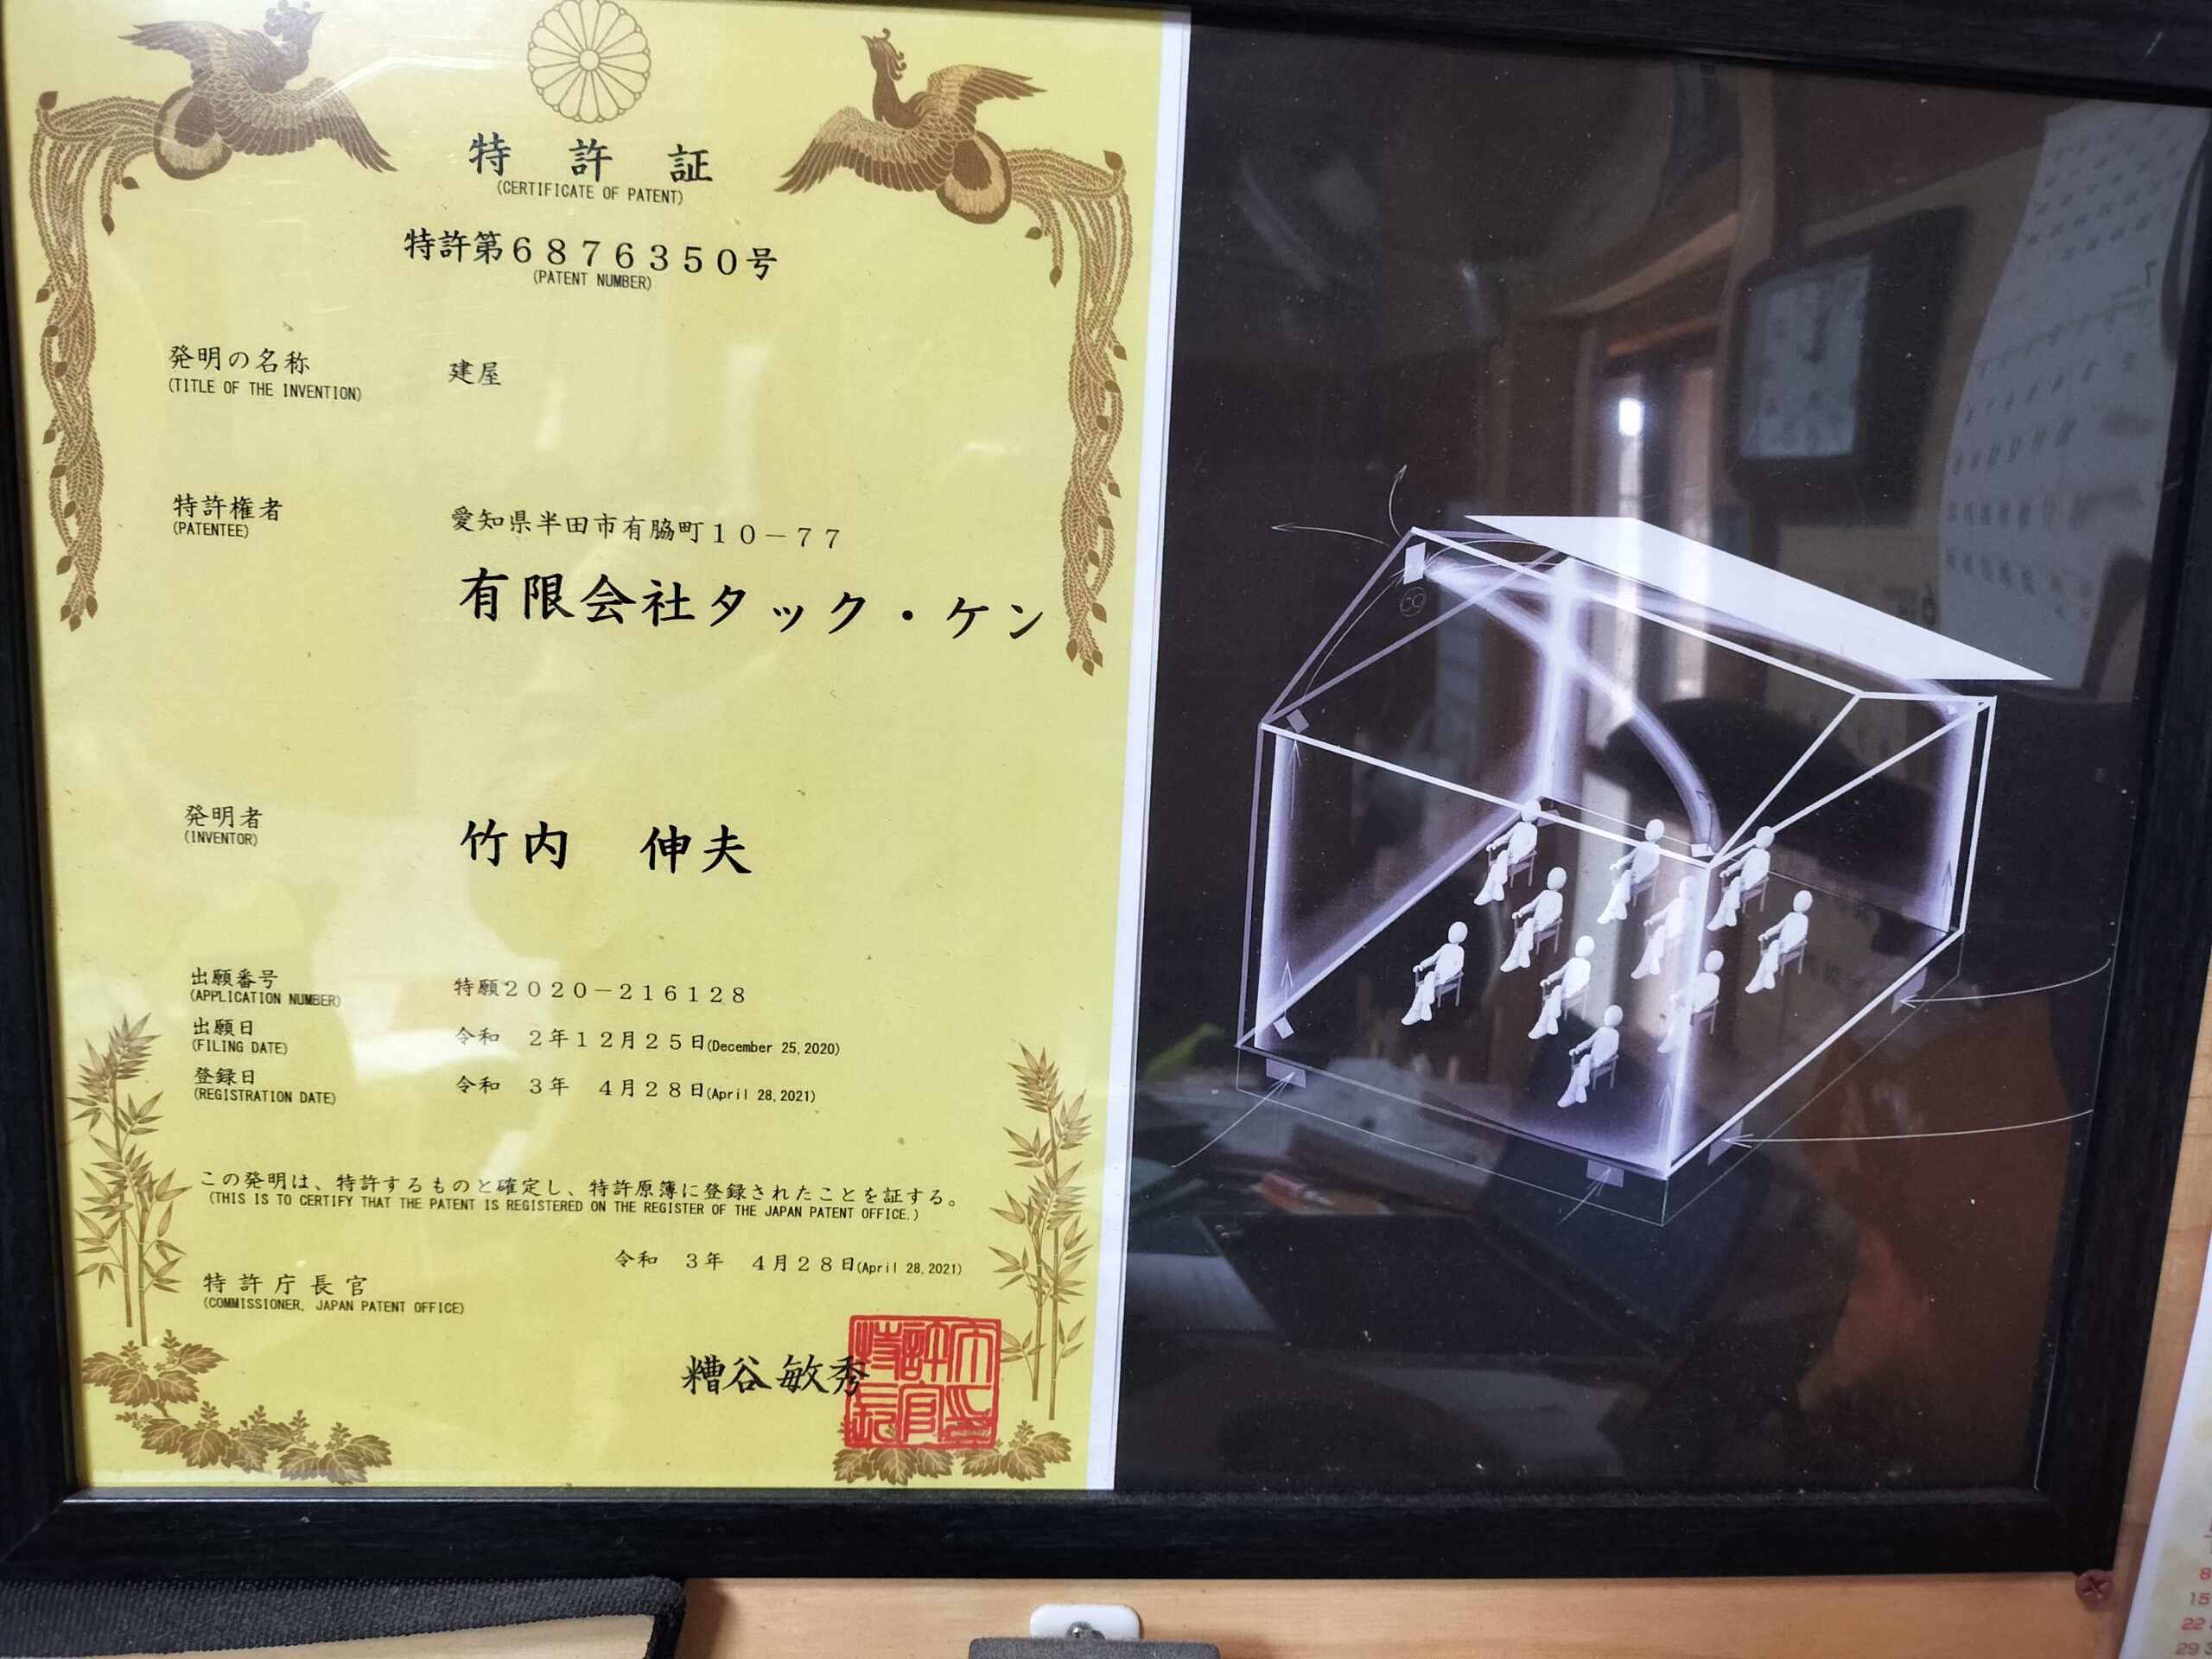 特許証
(CERTIFICATE OF PATENT)
特許第6876350号
(PATENT NUMBER)
発明の名称
(TITLE OF THE INVENTION)
建屋
特許権者
(PATENTEE)
愛知県半田市有脇町10-77
有限会社タック・ケン
発明者
(INVENTOR)
竹内 伸夫
出願番号
(APPLICATION NUMBER)
特願2020-216128
出願日
(FILING DATE)
令和 2年12月25日(December 25,2020)
登録日
(REGISTRATION DATE)
令和 3年 4月28日(April 28,2021)
この発明は、特許するものと確定し、特許原簿に登録されたことを証する。
(THIS IS TO CERTIFY THAT THE PATENT IS REGISTERED ON THE REGISTER OF THE JAPAN PATENT OFFICE.)
令和 3年 4月28日(April 28,2021)
特許庁長官
(COMMISSIONER, JAPAN PATENT OFFICE)
糟谷敏秀
8
15
22
29